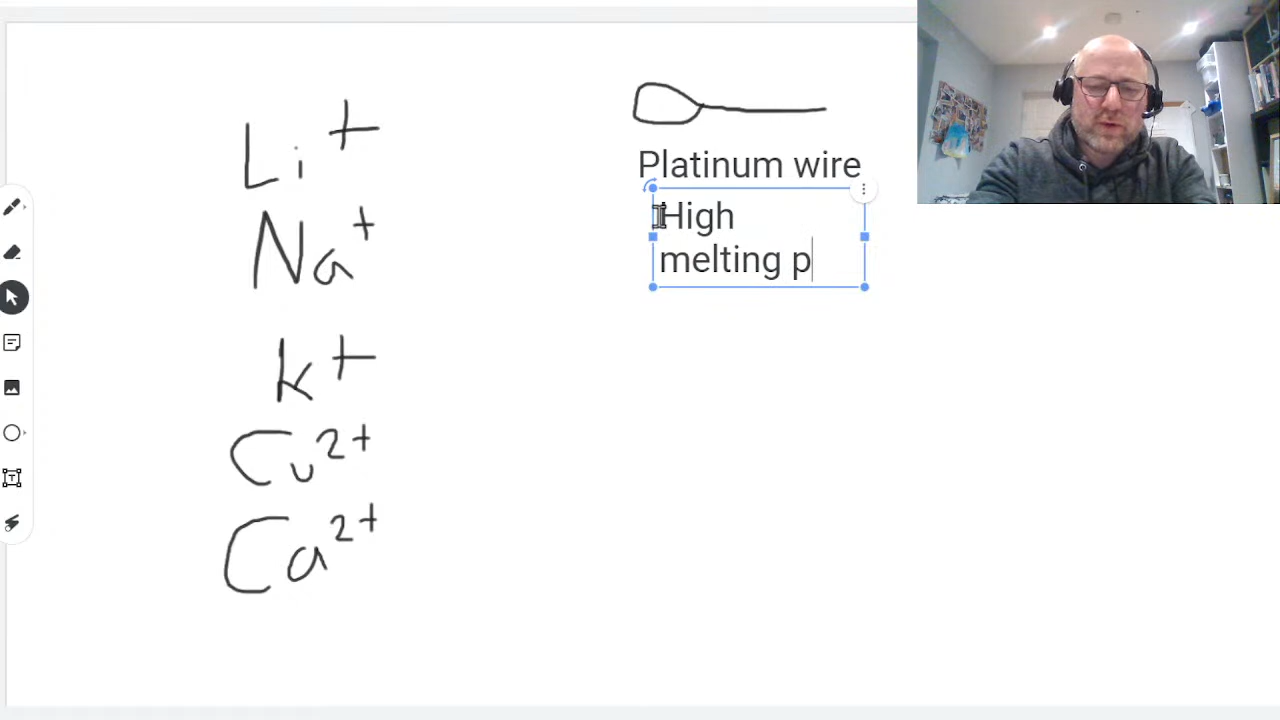 Li+
Na+
k+
Cu2+
Ca2+
Platinum wire
High
melting p